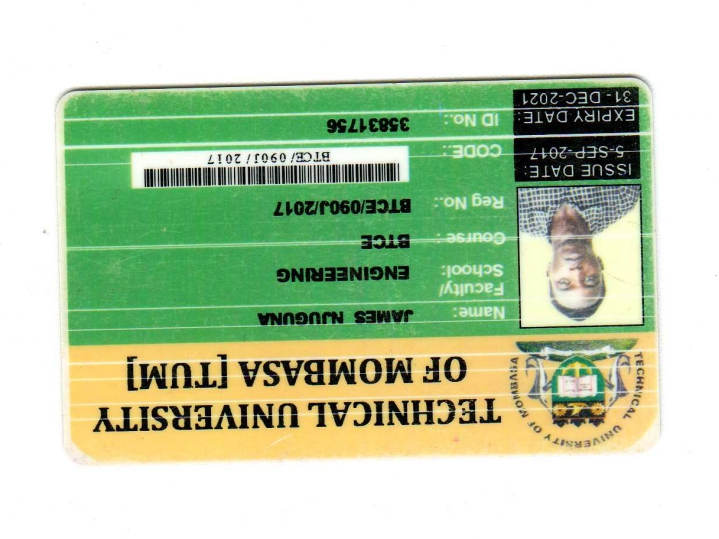 TECHNICAL UNIVERSITY
OF MOMBASA [TUM]
TECHNICAL UNIVERSITY OF MOMBASA
Name: JAMES NJUGUNA
Faculty/
School: ENGINEERING
Course : BTCE
Reg No.: BTCE/090J/2017
CODE.: BTCE/090J/2017
ID No.: 35831756
ISSUE DATE:
5-SEP-2017
EXPIRY DATE:
31-DEC-2021